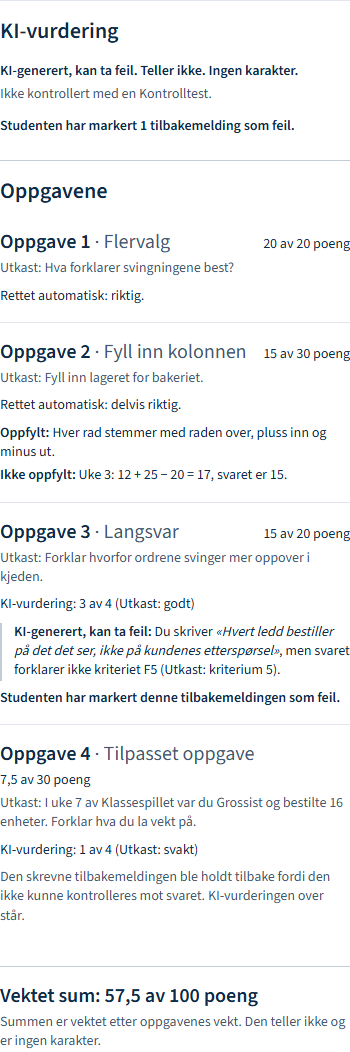 KI-vurdering
KI-generert, kan ta feil. Teller ikke. Ingen karakter.
Ikke kontrollert med en Kontrolltest.
Studenten har markert 1 tilbakemelding som feil.
Oppgavene
Oppgave 1 · Flervalg 20 av 20 poeng
Utkast: Hva forklarer svingningene best?
Rettet automatisk: riktig.
Oppgave 2 · Fyll inn kolonnen 15 av 30 poeng
Utkast: Fyll inn lageret for bakeriet.
Rettet automatisk: delvis riktig.
Oppfylt: Hver rad stemmer med raden over, pluss inn og
minus ut.
Ikke oppfylt: Uke 3: 12 + 25 − 20 = 17, svaret er 15.
Oppgave 3 · Langsvar 15 av 20 poeng
Utkast: Forklar hvorfor ordrene svinger mer oppover i
kjeden.
KI-vurdering: 3 av 4 (Utkast: godt)
KI-generert, kan ta feil: Du skriver «Hvert ledd bestiller
på det det ser, ikke på kundenes etterspørsel», men svaret
forklarer ikke kriteriet F5 (Utkast: kriterium 5).
Studenten har markert denne tilbakemeldingen som feil.
Oppgave 4 · Tilpasset oppgave
7,5 av 30 poeng
Utkast: I uke 7 av Klassespillet var du Grossist og bestilte 16
enheter. Forklar hva du la vekt på.
KI-vurdering: 1 av 4 (Utkast: svakt)
Den skrevne tilbakemeldingen ble holdt tilbake fordi den
ikke kunne kontrolleres mot svaret. KI-vurderingen over
står.
Vektet sum: 57,5 av 100 poeng
Summen er vektet etter oppgavenes vekt. Den teller ikke og
er ingen karakter.